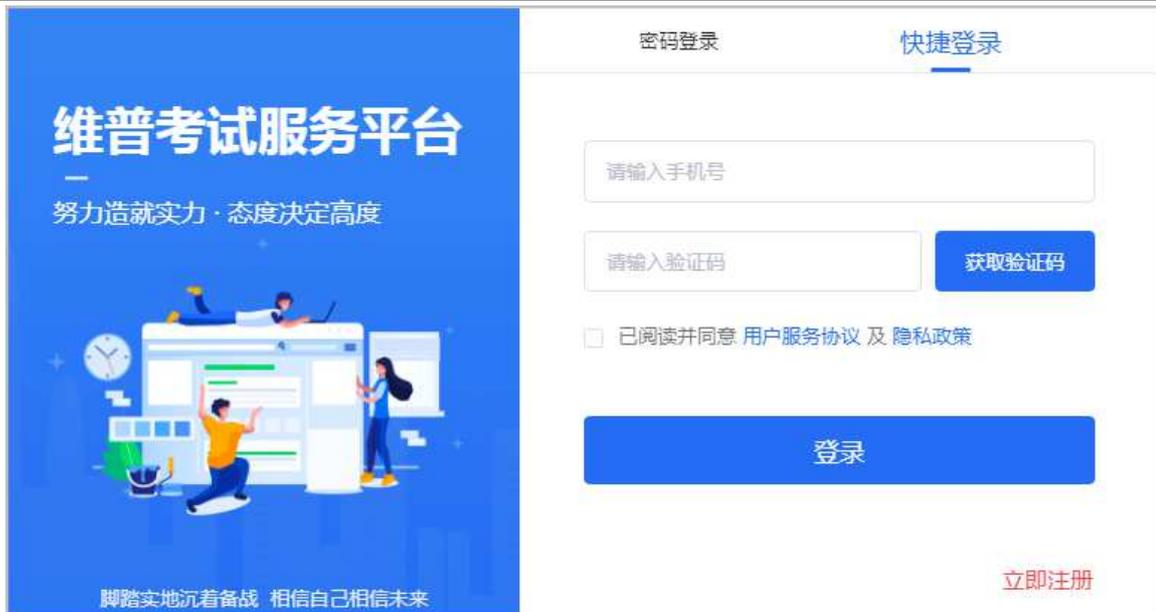 维普考试服务平台
努力造就实力·态度决定高度
脚踏实地沉着备战 相信自己相信未来
密码登录 快捷登录
请输入手机号
请输入验证码 获取验证码
已阅读并同意 用户服务协议 及 隐私政策
登录
立即注册